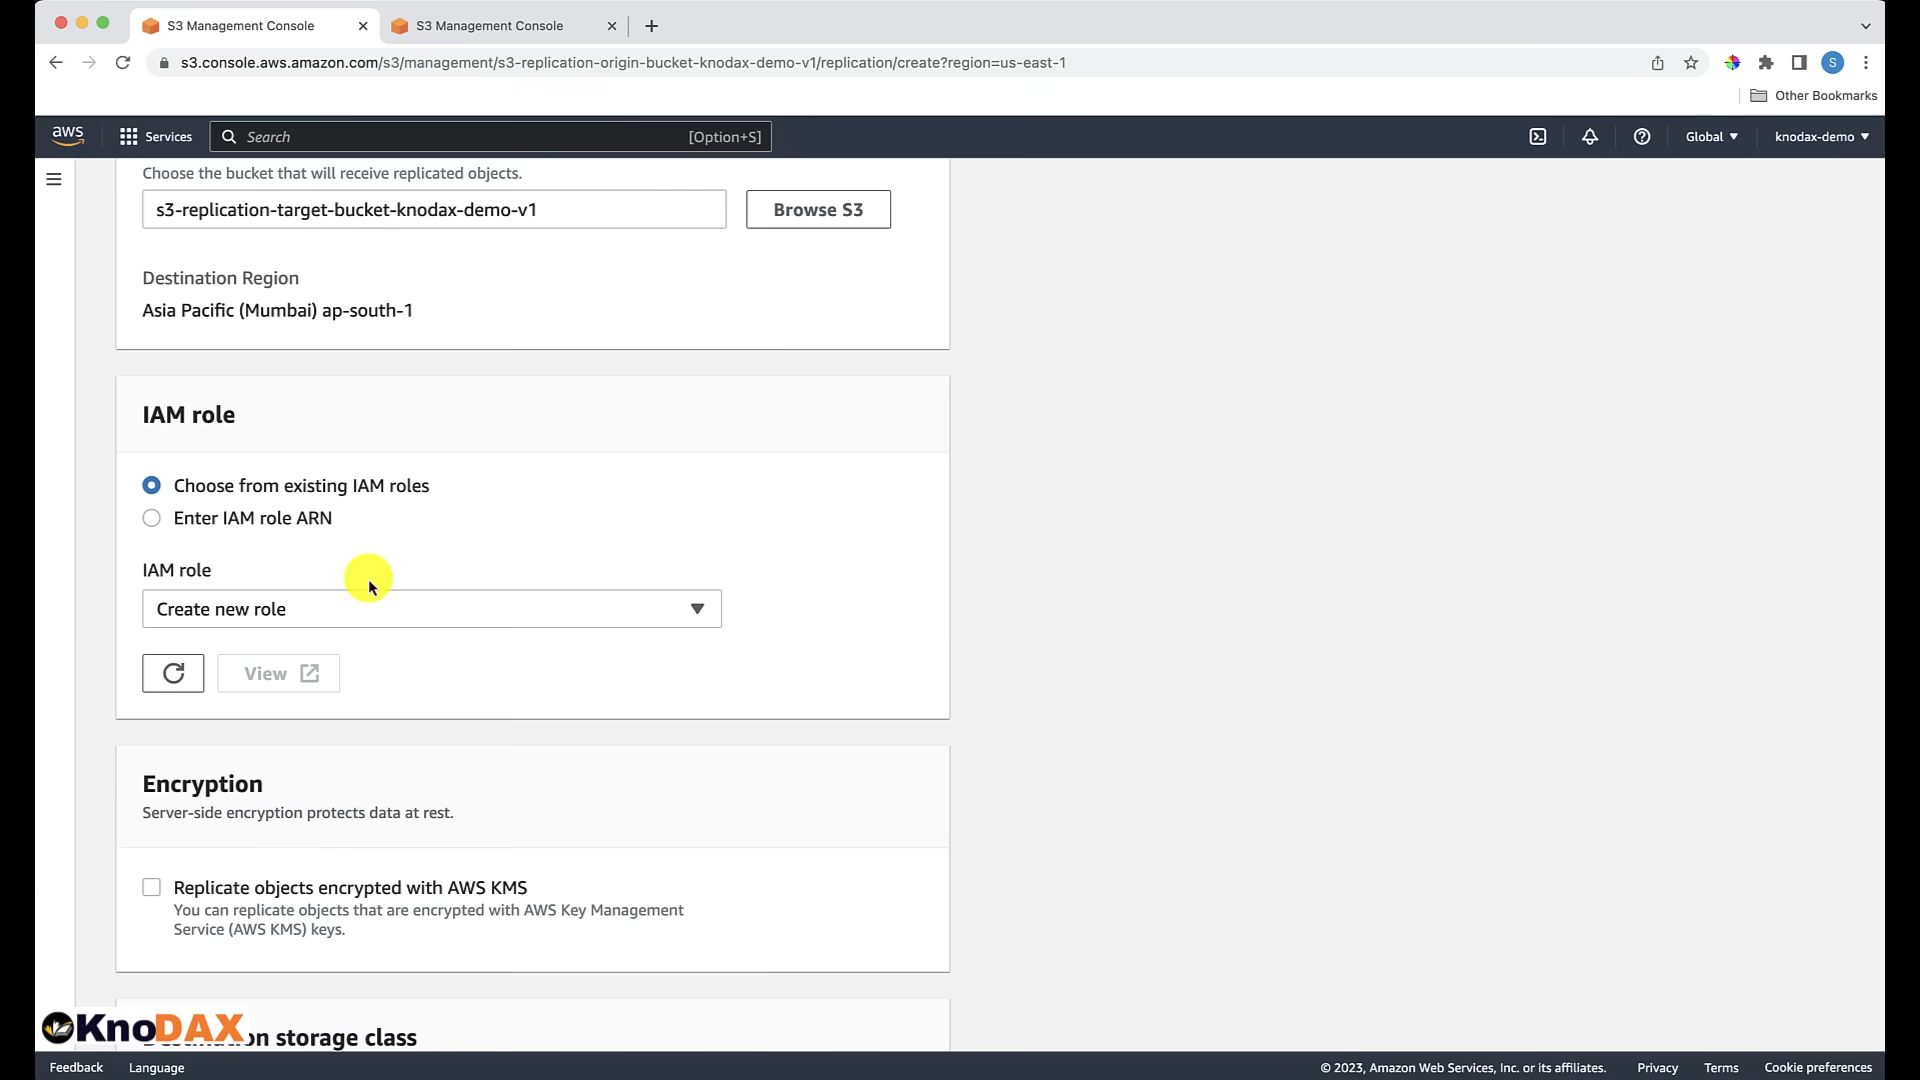 S3 Management Console
S3 Management Console
s3.console.aws.amazon.com/s3/management/s3-replication-origin-bucket-knodax-demo-v1/replication/create?region=us-east-1
S
Other Bookmarks
aws
Services
Search
[Option+S]
Global
knodax-demo
Choose the bucket that will receive replicated objects.
s3-replication-target-bucket-knodax-demo-v1
Browse S3
Destination Region
Asia Pacific (Mumbai) ap-south-1
IAM role
Choose from existing IAM roles
Enter IAM role ARN
IAM role
Create new role
View
Encryption
Server-side encryption protects data at rest.
Replicate objects encrypted with AWS KMS
You can replicate objects that are encrypted with AWS Key Management
Service (AWS KMS) keys.
KnoDAX
storage class
Feedback
Language
© 2023, Amazon Web Services, Inc. or its affiliates.
Privacy
Terms
Cookie preferences